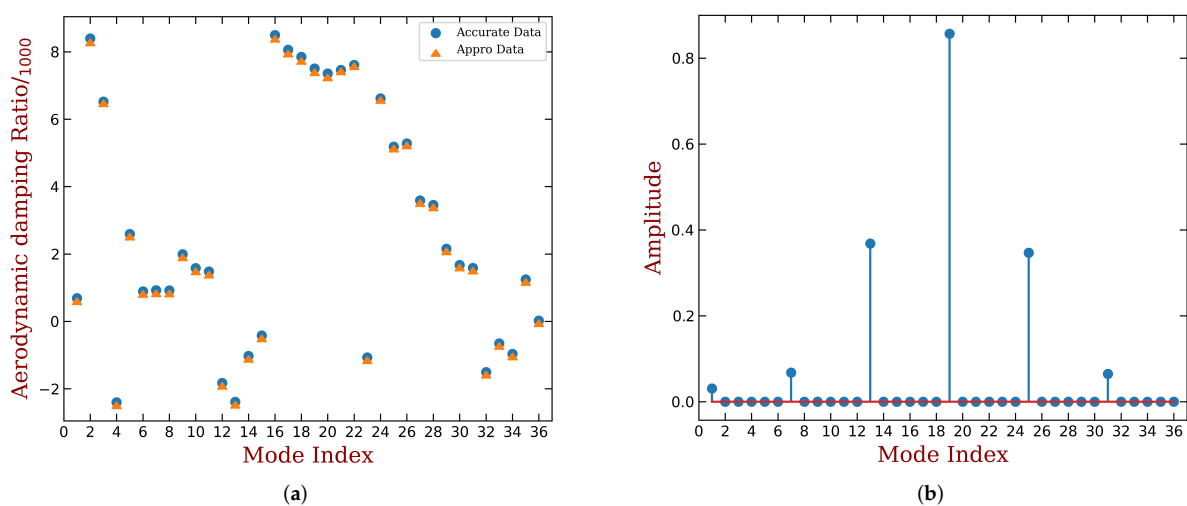 Accurate Data
Appro Data
Aerodynamic damping Ratio/1000
8
6
4
2
0
−2
0 2 4 6 8 10 12 14 16 18 20 22 24 26 28 30 32 34 36
Mode Index
(a)
Amplitude
0.8
0.6
0.4
0.2
0.0
0 2 4 6 8 10 12 14 16 18 20 22 24 26 28 30 32 34 36
Mode Index
(b)